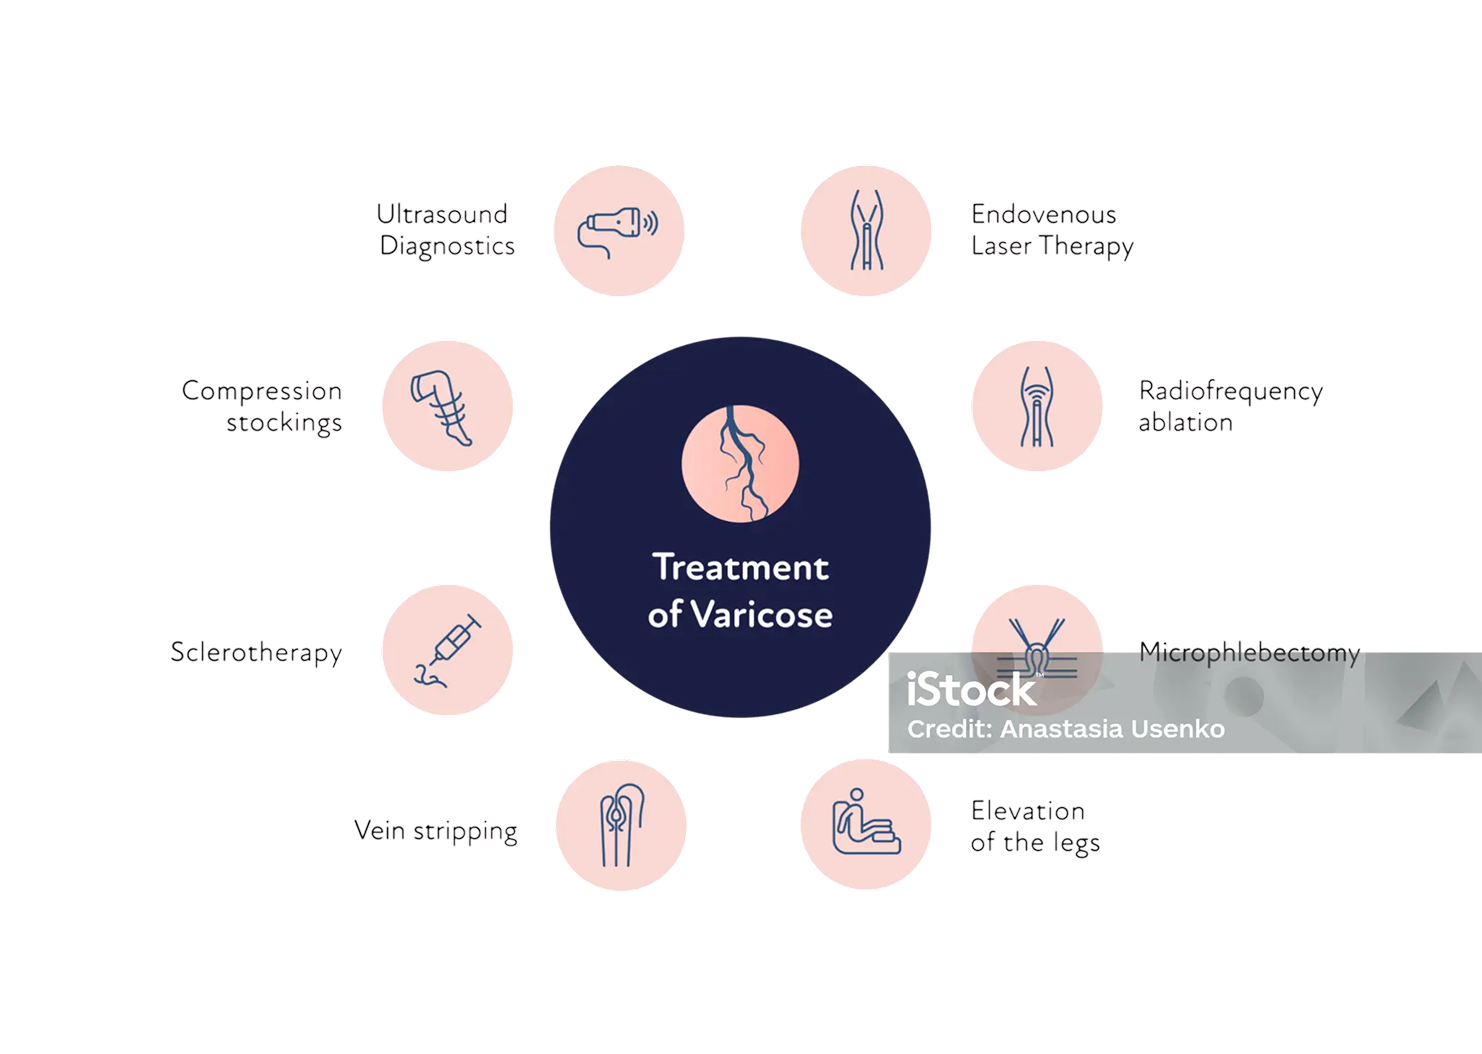 Ultrasound
Diagnostics
Endovenous
Laser Therapy
Compression
stockings
Radiofrequency
ablation
Treatment
of Varicose
Sclerotherapy
Microphlebectomy
iStock™
Credit: Anastasia Usenko
Vein stripping
Elevation
of the legs